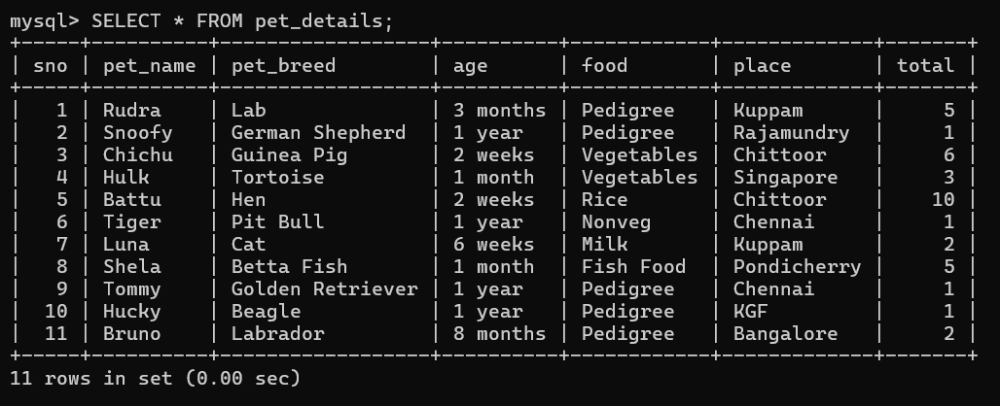 mysql> SELECT * FROM pet_details;
+-----+----------+------------------+----------+------------+-------------+-------+
| sno | pet_name | pet_breed        | age      | food       | place       | total |
+-----+----------+------------------+----------+------------+-------------+-------+
|   1 | Rudra    | Lab              | 3 months | Pedigree   | Kuppam      |     5 |
|   2 | Snoofy   | German Shepherd  | 1 year   | Pedigree   | Rajamundry  |     1 |
|   3 | Chichu   | Guinea Pig       | 2 weeks  | Vegetables | Chittoor    |     6 |
|   4 | Hulk     | Tortoise         | 1 month  | Vegetables | Singapore   |     3 |
|   5 | Battu    | Hen              | 2 weeks  | Rice       | Chittoor    |    10 |
|   6 | Tiger    | Pit Bull         | 1 year   | Nonveg     | Chennai     |     1 |
|   7 | Luna     | Cat              | 6 weeks  | Milk       | Kuppam      |     2 |
|   8 | Shela    | Betta Fish       | 1 month  | Fish Food  | Pondicherry |     5 |
|   9 | Tommy    | Golden Retriever | 1 year   | Pedigree   | Chennai     |     1 |
|  10 | Hucky    | Beagle           | 1 year   | Pedigree   | KGF         |     1 |
|  11 | Bruno    | Labrador         | 8 months | Pedigree   | Bangalore   |     2 |
+-----+----------+------------------+----------+------------+-------------+-------+
11 rows in set (0.00 sec)